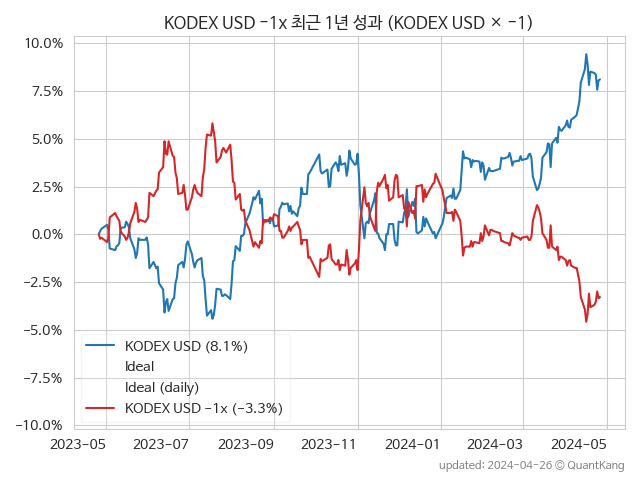 KODEX USD −1x 최근 1년 성과 (KODEX USD × −1)
10.0%
7.5%
5.0%
2.5%
0.0%
−2.5%
−5.0%
−7.5%
−10.0%
KODEX USD (8.1%)
Ideal
Ideal (daily)
KODEX USD −1x (−3.3%)
2023−05 2023−07 2023−09 2023−11 2024−01 2024−03 2024−05
updated: 2024−04−26 © QuantKang